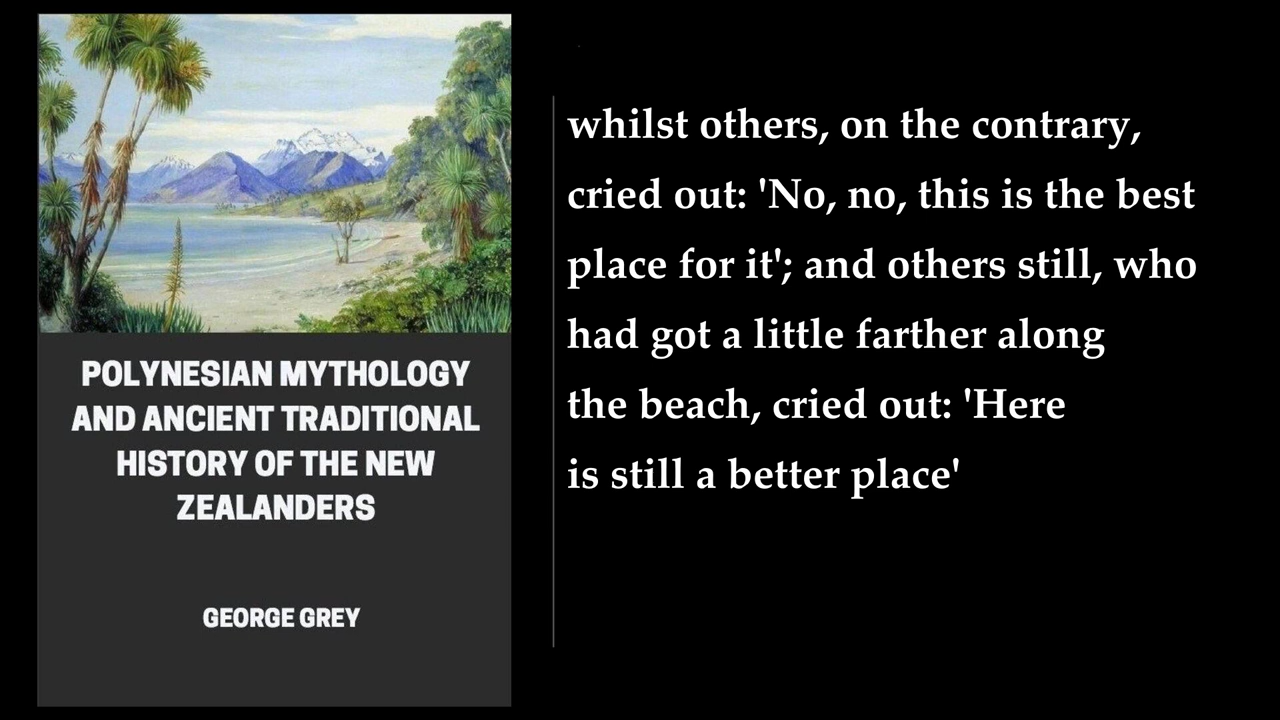 POLYNESIAN MYTHOLOGY
AND ANCIENT TRADITIONAL
HISTORY OF THE NEW
ZEALANDERS
GEORGE GREY
whilst others, on the contrary,
cried out: 'No, no, this is the best
place for it'; and others still, who
had got a little farther along
the beach, cried out: 'Here
is still a better place'